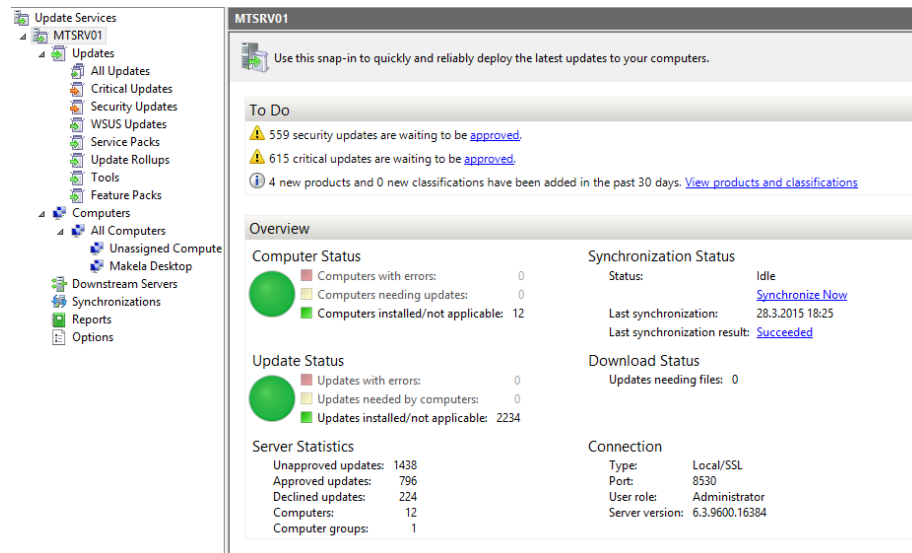 Update Services
MTSRV01
Updates
All Updates
Critical Updates
Security Updates
WSUS Updates
Service Packs
Update Rollups
Tools
Feature Packs
Computers
All Computers
Unassigned Compute
Makela Desktop
Downstream Servers
Synchronizations
Reports
Options
MTSRV01
Use this snap-in to quickly and reliably deploy the latest updates to your computers.
To Do
559 security updates are waiting to be approved.
615 critical updates are waiting to be approved.
4 new products and 0 new classifications have been added in the past 30 days. View products and classifications
Overview
Computer Status
Computers with errors: 0
Computers needing updates: 0
Computers installed/not applicable: 12
Synchronization Status
Status: Idle
Synchronize Now
Last synchronization: 28.3.2015 18:25
Last synchronization result: Succeeded
Update Status
Updates with errors: 0
Updates needed by computers: 0
Updates installed/not applicable: 2234
Download Status
Updates needing files: 0
Server Statistics
Unapproved updates: 1438
Approved updates: 796
Declined updates: 224
Computers: 12
Computer groups: 1
Connection
Type: Local/SSL
Port: 8530
User role: Administrator
Server version: 6.3.9600.16384